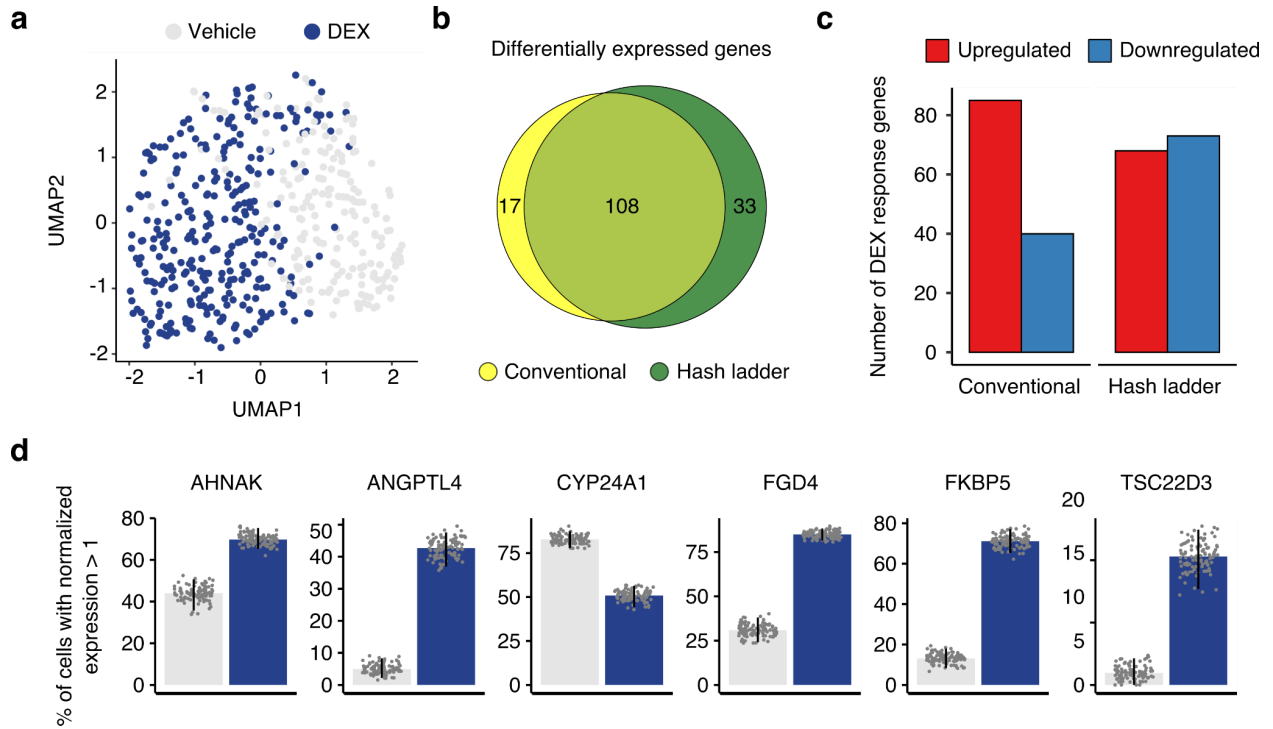 a
Vehicle
DEX
UMAP2
2
1
0
-1
-2
-2
-1
0
1
2
UMAP1
b
Differentially expressed genes
17
108
33
Conventional
Hash ladder
c
Upregulated
Downregulated
Number of DEX response genes
80
60
40
20
0
Conventional
Hash ladder
d
% of cells with normalized
expression > 1
AHNAK
80
60
40
20
0
ANGPTL4
50
40
30
20
10
0
CYP24A1
75
50
25
0
FGD4
75
50
25
0
FKBP5
80
60
40
20
0
TSC22D3
20
15
10
5
0